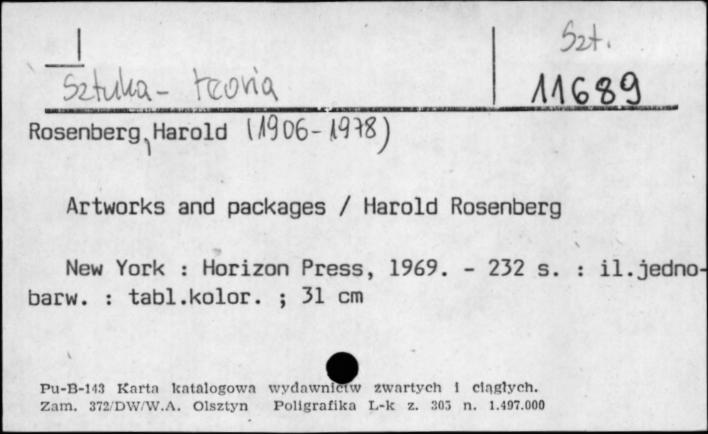 Szt.
Sztuka - teoria 11689
Rosenberg, Harold (1906-1978)
Artworks and packages / Harold Rosenberg
New York : Horizon Press, 1969. - 232 s. : il.jedno-
barw. : tabl.kolor. ; 31 cm
Pu-B-143 Karta katalogowa wydawnictw zwartych i ciągłych.
Zam. 372/DW/W.A. Olsztyn Poligrafika L-k z. 305 n. 1.497.000